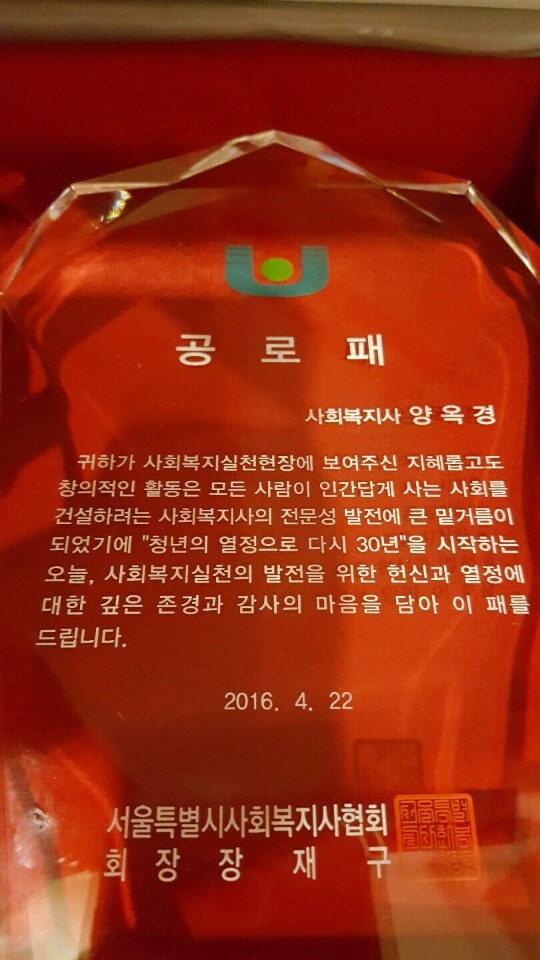 공로패
사회복지사 양옥경
귀하가 사회복지실천현장에 보여주신 지혜롭고도
창의적인 활동은 모든 사람이 인간답게 사는 사회를
건설하려는 사회복지사의 전문성 발전에 큰 밑거름이
되었기에 "청년의 열정으로 다시 30년"을 시작하는
오늘, 사회복지실천의 발전을 위한 헌신과 열정에
대한 깊은 존경과 감사의 마음을 담아 이 패를
드립니다.
2016. 4. 22
서울특별시사회복지사협회
회장 장재구